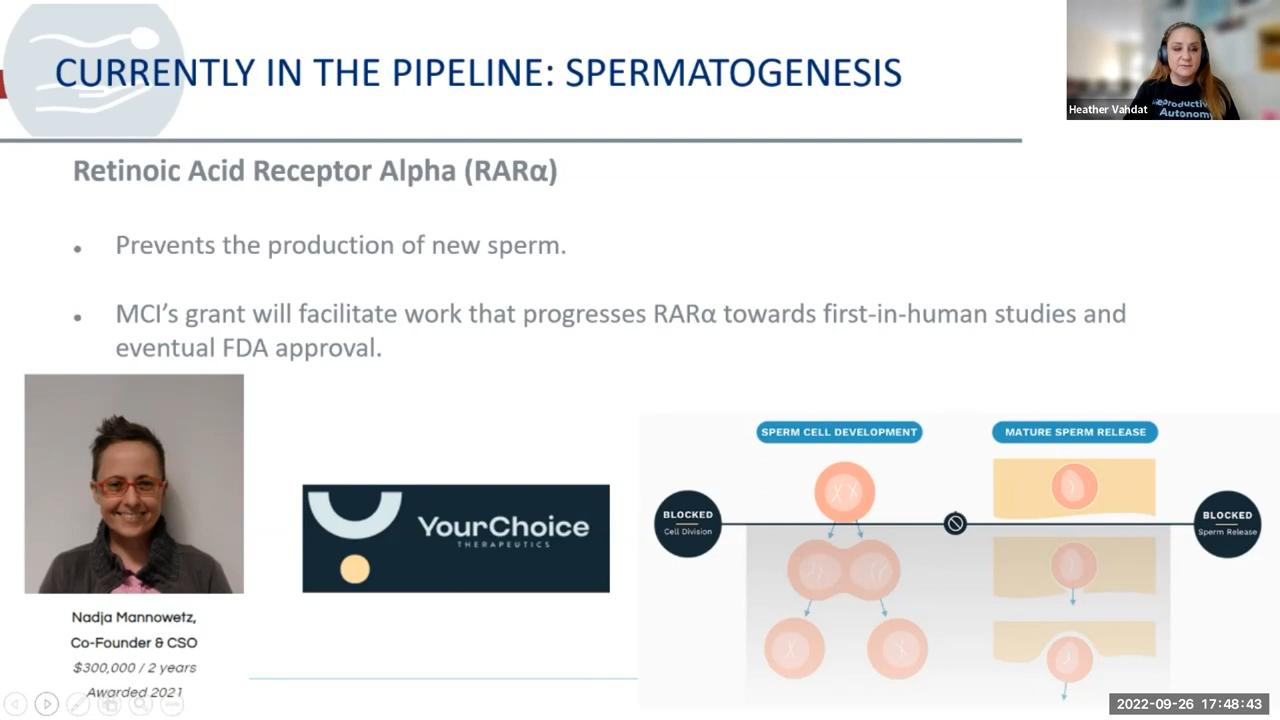 CURRENTLY IN THE PIPELINE: SPERMATOGENESIS
Heather Vahdat
Reproductive
Autonomy
Retinoic Acid Receptor Alpha (RARα)
• Prevents the production of new sperm.
• MCI's grant will facilitate work that progresses RARα towards first-in-human studies and
eventual FDA approval.
YourChoice
THERAPEUTICS
Nadja Mannowetz,
Co-Founder & CSO
$300,000 / 2 years
Awarded 2021
SPERM CELL DEVELOPMENT
MATURE SPERM RELEASE
BLOCKED
Cell Division
BLOCKED
Sperm Release
2022-09-26 17:48:43